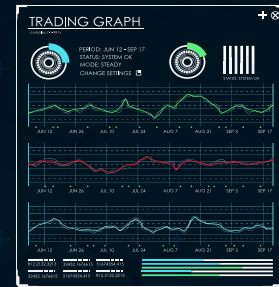 TRADING GRAPH
PERIOD: JUN 12 - SEP 17
STATUS: SYSTEM OK
MODE: STEADY
CHANGE SETTINGS
STATUS: SYSTEM OK
JUN 12 JUN 26 JUL 10 JUL 24 AUG 7 AUG 21 SEP 3 SEP 17
JUN 12 JUN 26 JUL 10 JUL 24 AUG 7 AUG 21 SEP 3 SEP 17
JUN 12 JUN 26 JUL 10 JUL 24 AUG 7 AUG 21 SEP 3 SEP 17